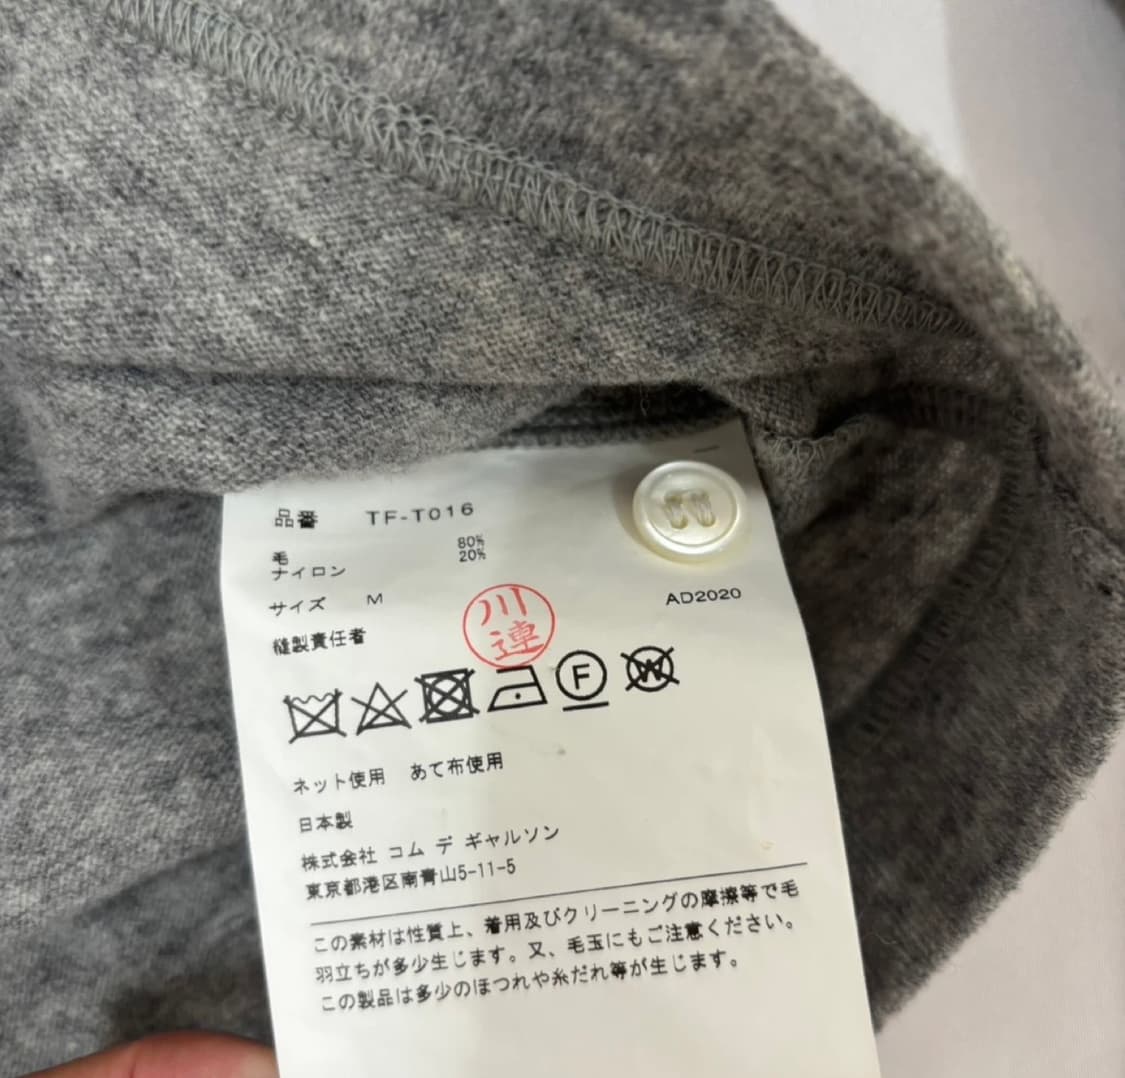 品番 TF-T016
毛 80%
ナイロン 20%
サイズ M AD2020
縫製責任者 川連
F W
ネット使用 あて布使用
日本製
株式会社 コム デ ギャルソン
東京都港区南青山5-11-5
この素材は性質上、着用及びクリーニングの摩擦等で毛
羽立ちが多少生じます。又、毛玉にもご注意ください。
この製品は多少のほつれや糸だれ等が生じます。